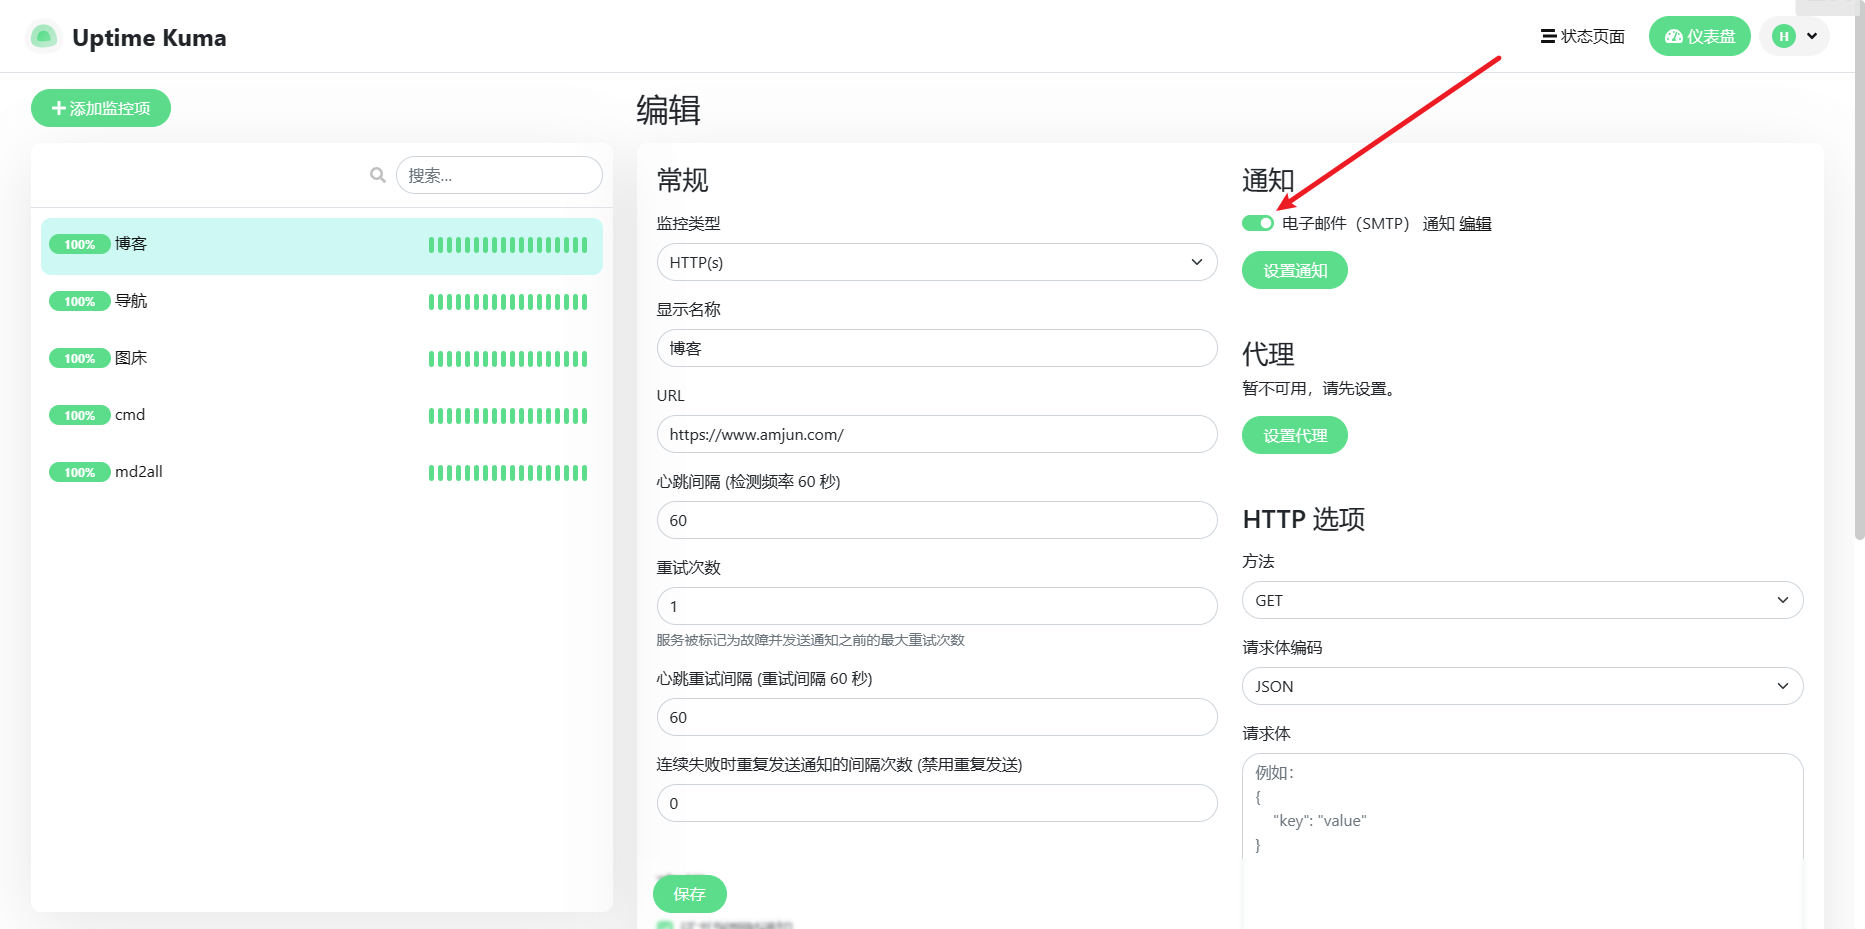 Uptime Kuma
状态页面
仪表盘
H
添加监控项
搜索...
100% 博客
100% 导航
100% 图床
100% cmd
100% md2all
编辑
常规
监控类型
HTTP(s)
显示名称
博客
URL
https://www.amjun.com/
心跳间隔 (检测频率 60 秒)
60
重试次数
1
服务被标记为故障并发送通知之前的最大重试次数
心跳重试间隔 (重试间隔 60 秒)
60
连续失败时重复发送通知的间隔次数 (禁用重复发送)
0
保存
通知
电子邮件（SMTP） 通知 编辑
设置通知
代理
暂不可用，请先设置。
设置代理
HTTP 选项
方法
GET
请求体编码
JSON
请求体
例如：
{
"key": "value"
}